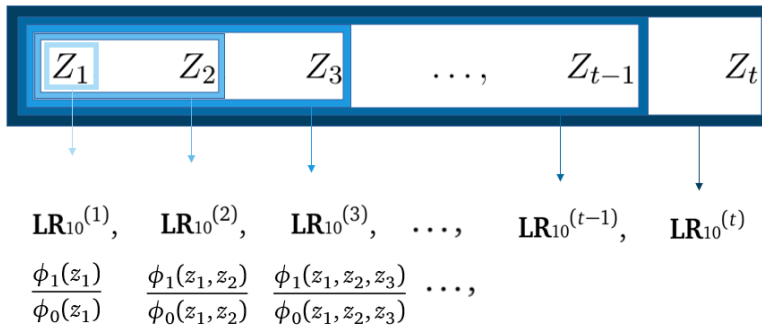 Z₁ Z₂ Z₃ …, Zₜ₋₁ Zₜ
LR₁₀⁽¹⁾, LR₁₀⁽²⁾, LR₁₀⁽³⁾, …, LR₁₀⁽ᵗ⁻¹⁾, LR₁₀⁽ᵗ⁾
ϕ₁(z₁)/ϕ₀(z₁) ϕ₁(z₁, z₂)/ϕ₀(z₁, z₂) ϕ₁(z₁, z₂, z₃)/ϕ₀(z₁, z₂, z₃) …,